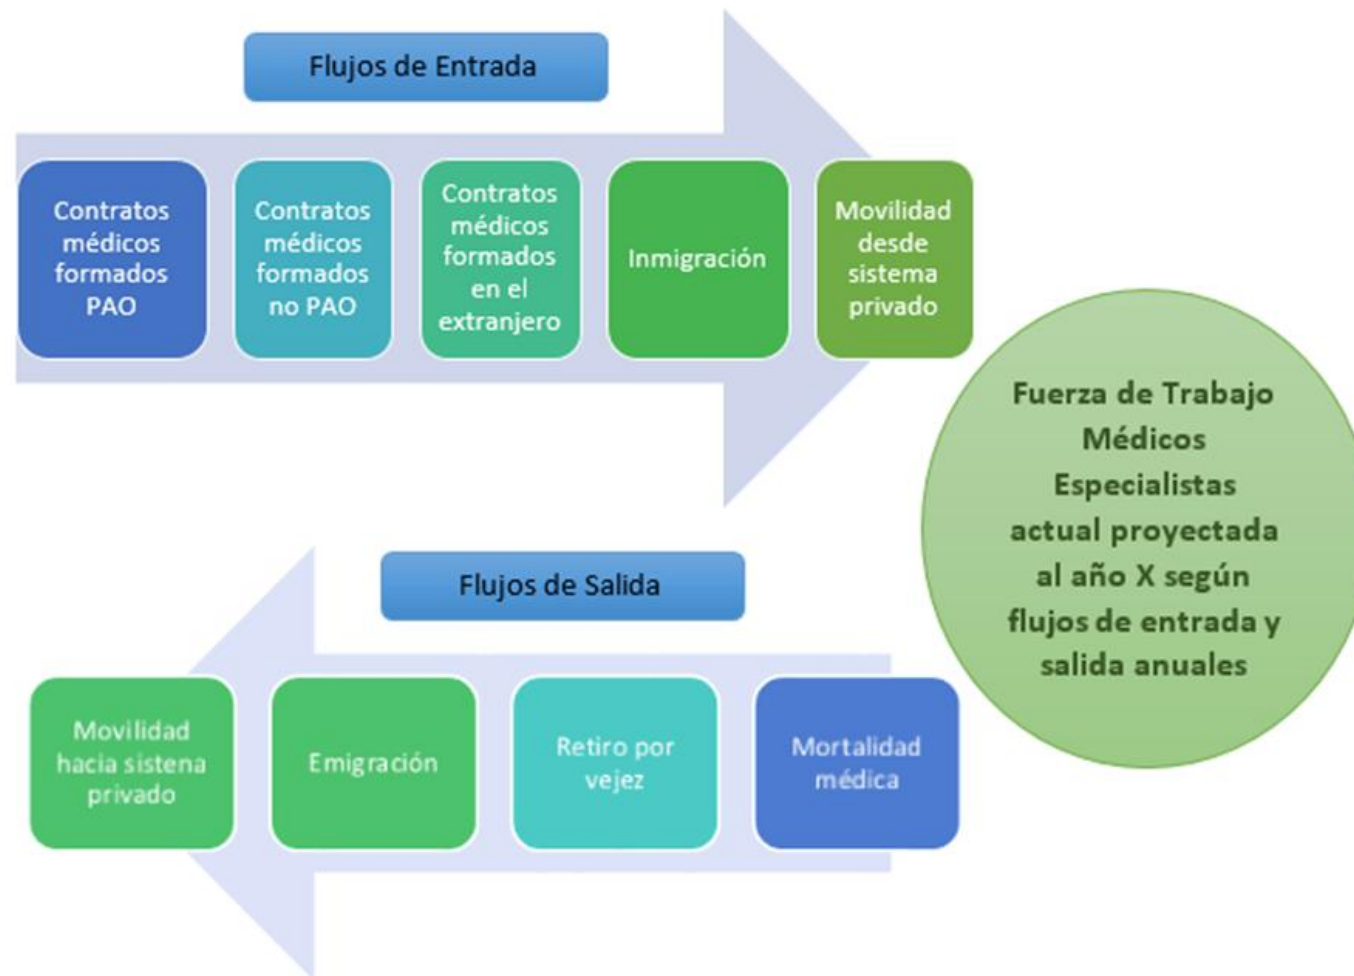 Flujos de Entrada
Contratos
médicos
formados
PAO
Contratos
médicos
formados
no PAO
Contratos
médicos
formados
en el
extranjero
Inmigración
Movilidad
desde
sistema
privado
Fuerza de Trabajo
Médicos
Especialistas
actual proyectada
al año X según
flujos de entrada y
salida anuales
Flujos de Salida
Movilidad
hacia sistena
privado
Emigración
Retiro por
vejez
Mortalidad
médica